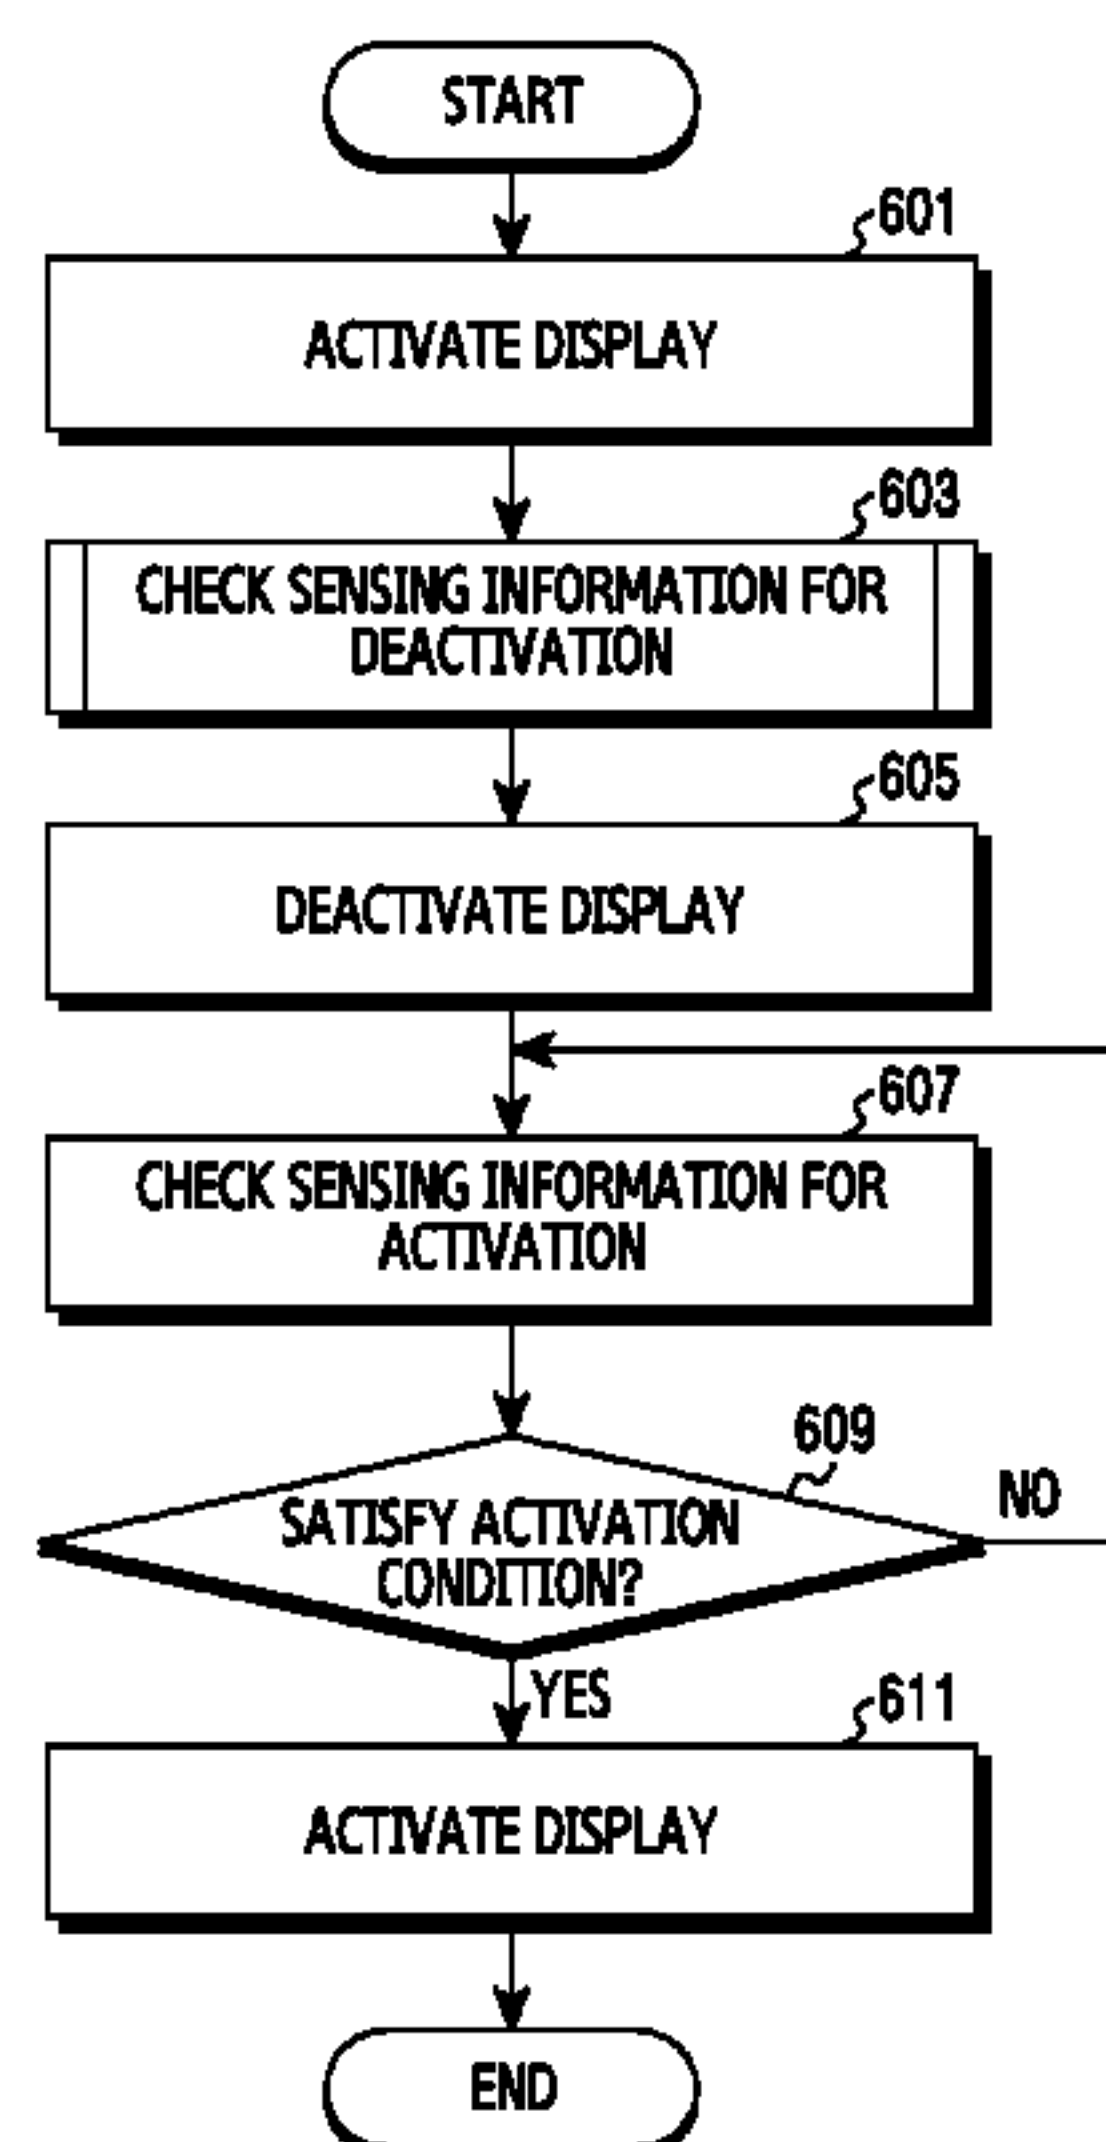 START
601
ACTIVATE DISPLAY
603
CHECK SENSING INFORMATION FOR
DEACTIVATION
605
DEACTIVATE DISPLAY
607
CHECK SENSING INFORMATION FOR
ACTIVATION
609
NO
SATISFY ACTIVATION
CONDITION?
YES
611
ACTIVATE DISPLAY
END